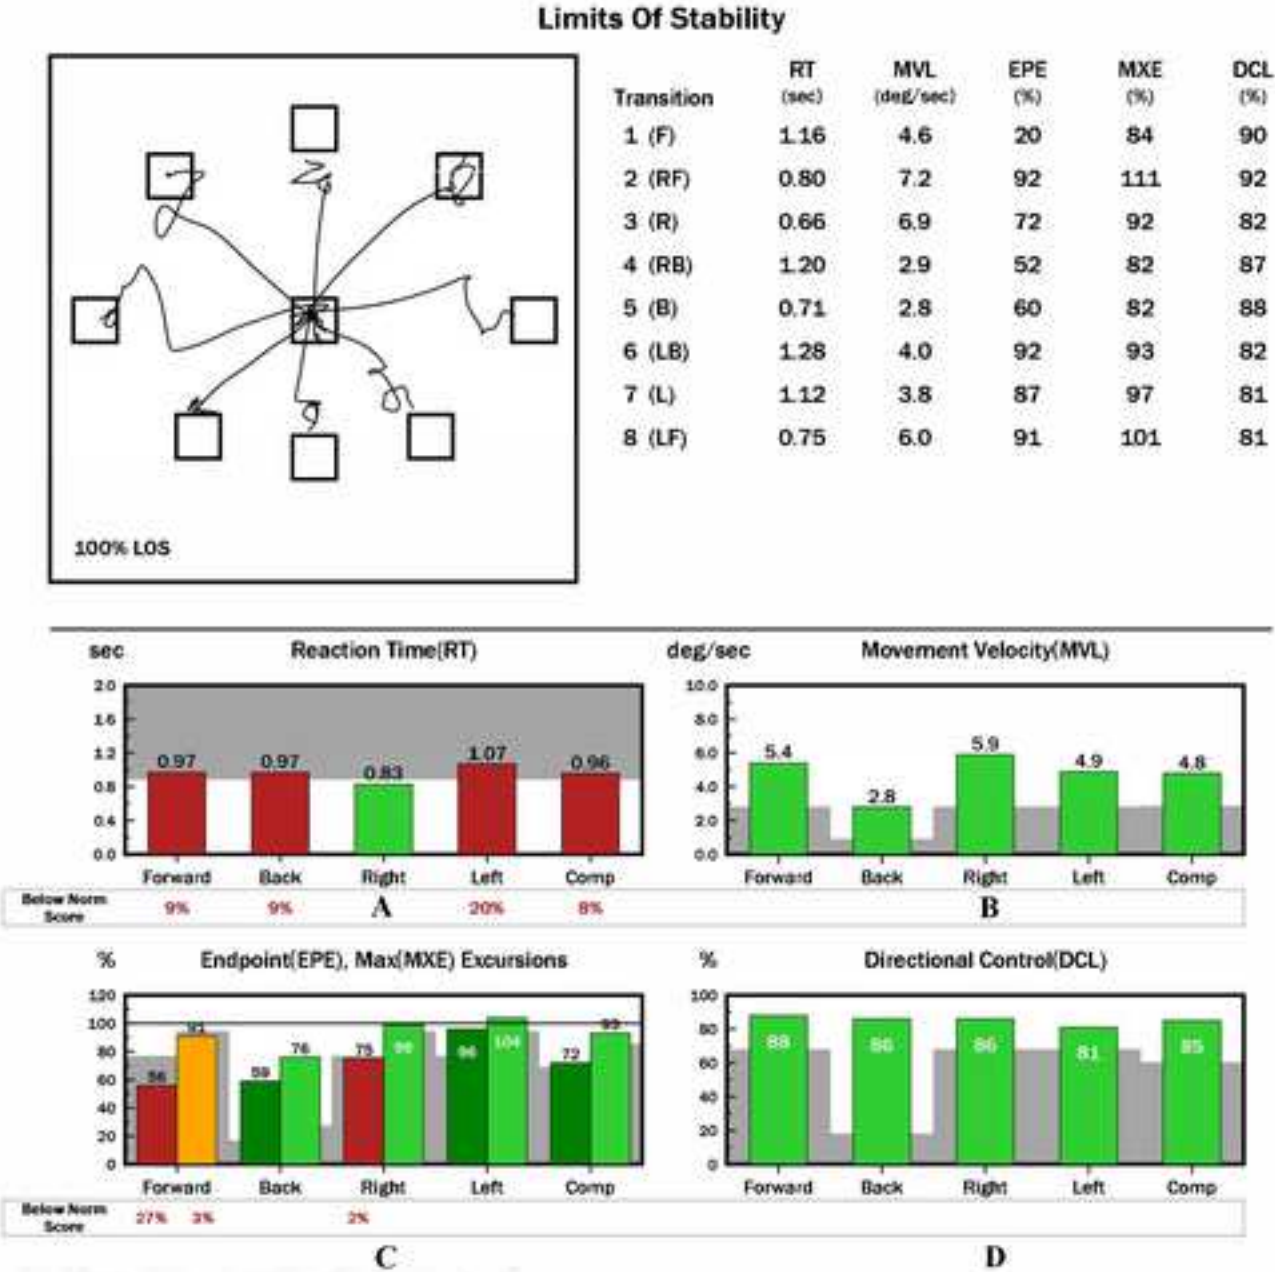 Limits Of Stability
RT MVL EPE MXE DCL
Transition (sec) (deg/sec) (%) (%) (%)
1 (F) 1.16 4.6 20 84 90
2 (RF) 0.80 7.2 92 111 92
3 (R) 0.66 6.9 72 92 82
4 (RB) 1.20 2.9 52 82 87
5 (B) 0.71 2.8 60 82 88
6 (LB) 1.28 4.0 92 93 82
7 (L) 1.12 3.8 87 97 81
8 (LF) 0.75 6.0 91 101 81
100% LOS
sec Reaction Time(RT)
2.0
1.6
1.2
0.8
0.4
0.0
0.97 0.97 0.83 1.07 0.96
Forward Back Right Left Comp
Below Norm
Score
9% 9% 20% 8%
A
deg/sec Movement Velocity(MVL)
10.0
8.0
6.0
4.0
2.0
0.0
5.4 2.8 5.9 4.9 4.8
Forward Back Right Left Comp
B
% Endpoint(EPE), Max(MXE) Excursions
120
100
80
60
40
20
0
56 91 59 76 75 99 96 104 72 93
Forward Back Right Left Comp
Below Norm
Score
27% 3% 2%
C
% Directional Control(DCL)
100
80
60
40
20
0
88 86 86 81 85
Forward Back Right Left Comp
D